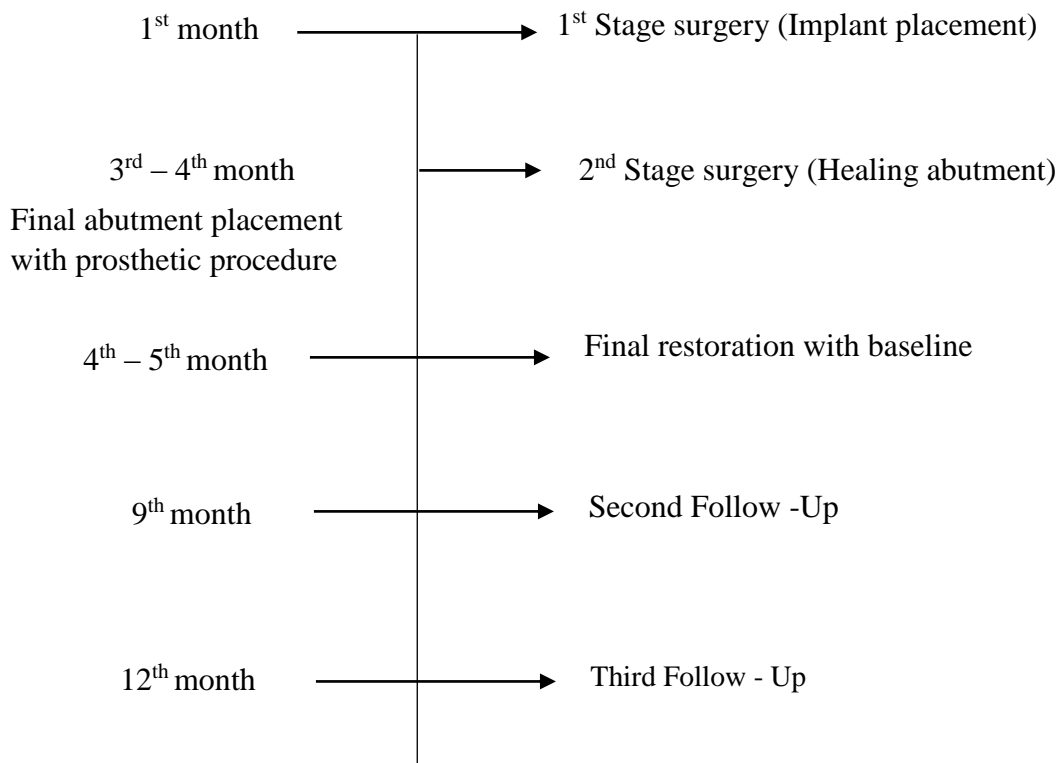 1st month
1st Stage surgery (Implant placement)
3rd – 4th month
2nd Stage surgery (Healing abutment)
Final abutment placement
with prosthetic procedure
4th – 5th month
Final restoration with baseline
9th month
Second Follow -Up
12th month
Third Follow - Up